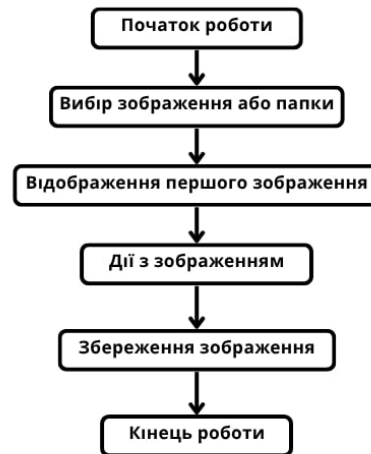 Початок роботи
Вибір зображення або папки
Відображення першого зображення
Дії з зображенням
Збереження зображення
Кінець роботи